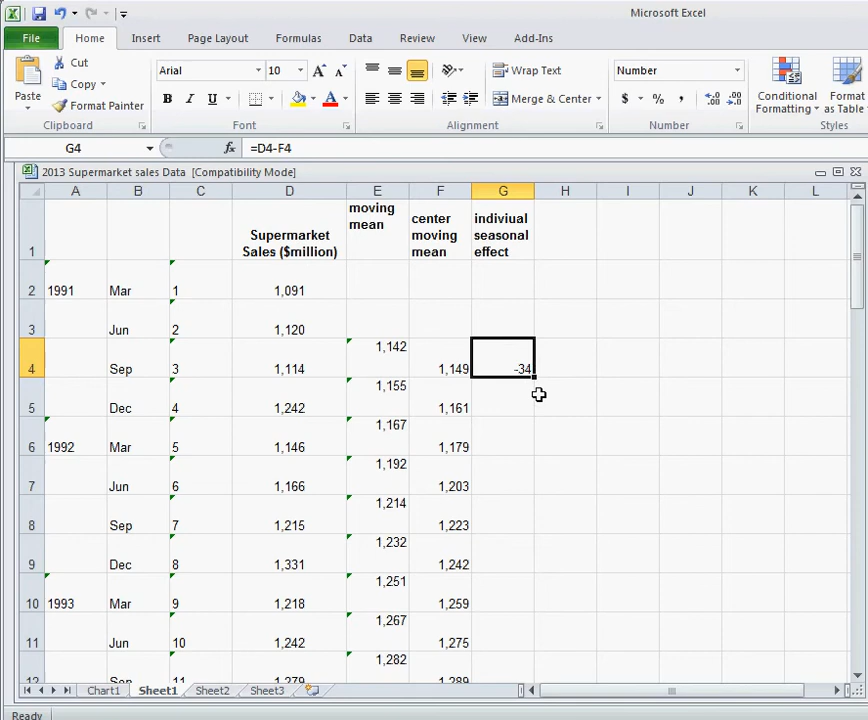 Microsoft Excel
File Home Insert Page Layout Formulas Data Review View Add-Ins
Cut
Copy
Format Painter
Paste
Clipboard
Arial 10 A A
B I U A
Font
Wrap Text
Merge & Center
Alignment
Number
$ % , .00 .0
Number
Conditional Formatting
Format as Table
Styles
G4 fx =D4-F4
2013 Supermarket sales Data [Compatibility Mode]
A B C D E F G H I J K L
1 Supermarket Sales ($million) moving mean center moving mean indiviual seasonal effect
2 1991 Mar 1 1,091
3 Jun 2 1,120
4 Sep 3 1,114 1,142 1,149 -34
5 Dec 4 1,242 1,155 1,161
6 1992 Mar 5 1,146 1,167 1,179
7 Jun 6 1,166 1,192 1,203
8 Sep 7 1,215 1,214 1,223
9 Dec 8 1,331 1,232 1,242
10 1993 Mar 9 1,218 1,251 1,259
11 Jun 10 1,242 1,267 1,275
12 Sep 11 1,279 1,282 1,289
Chart1 Sheet1 Sheet2 Sheet3
Ready